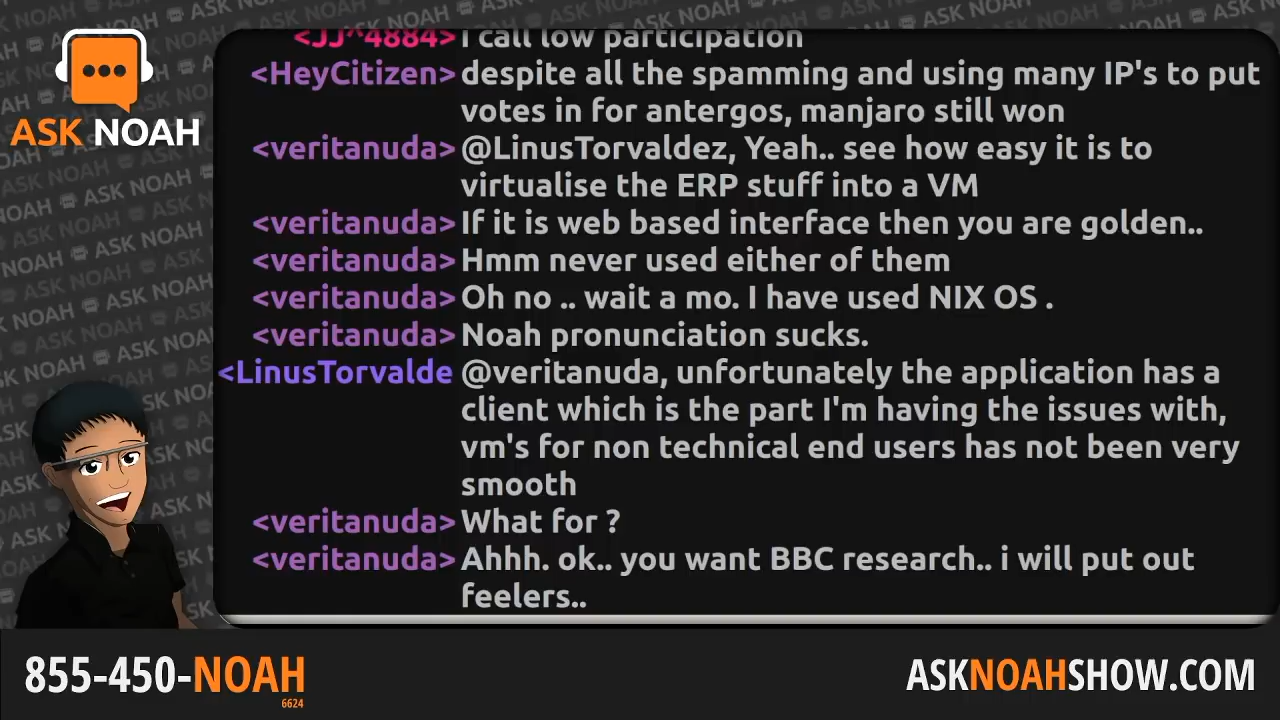 ASK NOAH
<JJ^4884> I call low participation
<HeyCitizen> despite all the spamming and using many IP's to put
votes in for antergos, manjaro still won
<veritanuda> @LinusTorvaldez, Yeah.. see how easy it is to
virtualise the ERP stuff into a VM
<veritanuda> If it is web based interface then you are golden..
<veritanuda> Hmm never used either of them
<veritanuda> Oh no .. wait a mo. I have used NIX OS .
<veritanuda> Noah pronunciation sucks.
<LinusTorvalde @veritanuda, unfortunately the application has a
client which is the part I'm having the issues with,
vm's for non technical end users has not been very
smooth
<veritanuda> What for ?
<veritanuda> Ahhh. ok.. you want BBC research.. i will put out
feelers..
855-450-NOAH
6624
ASKNOAHSHOW.COM